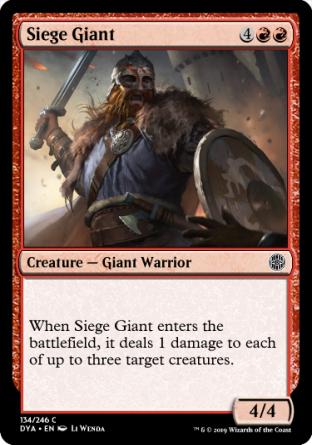 Siege Giant 4
Creature — Giant Warrior
When Siege Giant enters the
battlefield, it deals 1 damage to each
of up to three target creatures.
4/4
134/246 C
DYA • EN Li Wenda
™ & © 2019 Wizards of the Coast